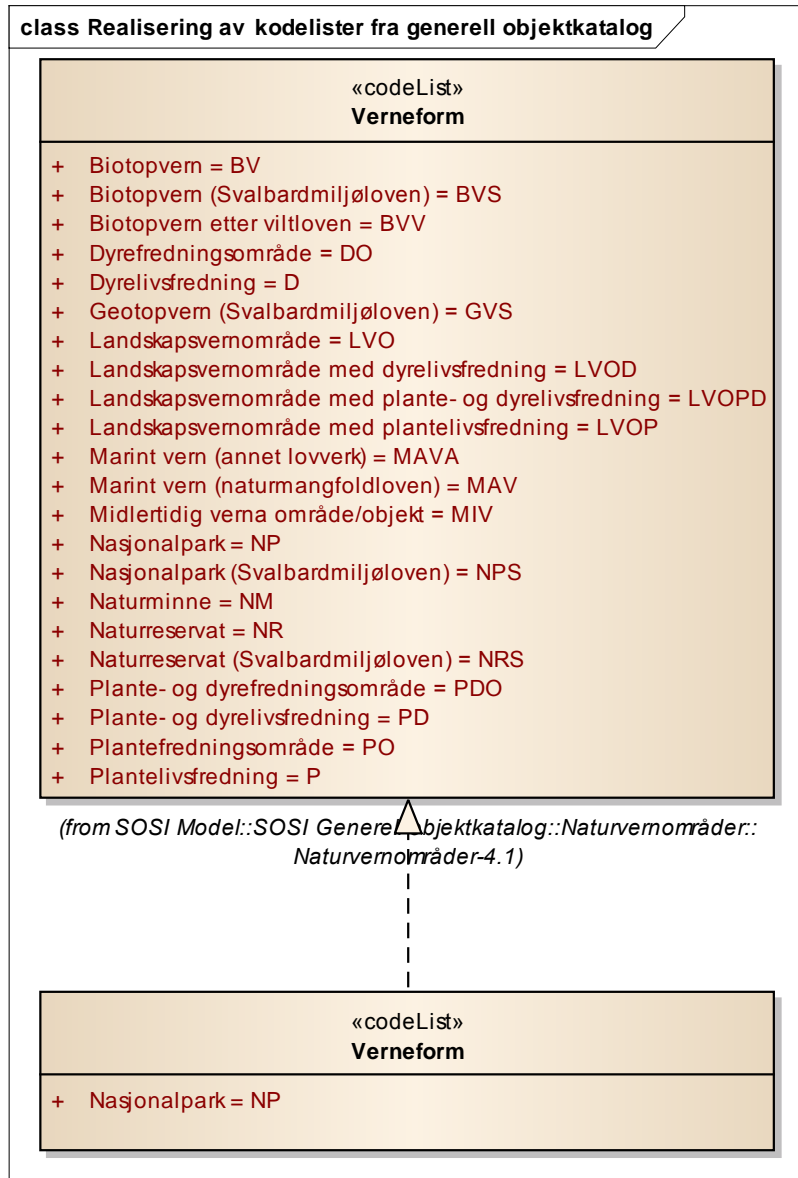 class Realisering av kodelister fra generell objektkatalog
«codeList»
Verneform
+ Biotopvern = BV
+ Biotopvern (Svalbardmiljøloven) = BVS
+ Biotopvern etter viltloven = BVV
+ Dyrefredningsområde = DO
+ Dyrelivsfredning = D
+ Geotopvern (Svalbardmiljøloven) = GVS
+ Landskapsvernområde = LVO
+ Landskapsvernområde med dyrelivsfredning = LVOD
+ Landskapsvernområde med plante- og dyrelivsfredning = LVOPD
+ Landskapsvernområde med plantelivsfredning = LVOP
+ Marint vern (annet lovverk) = MAVA
+ Marint vern (naturmangfoldloven) = MAV
+ Midlertidig verna område/objekt = MIV
+ Nasjonalpark = NP
+ Nasjonalpark (Svalbardmiljøloven) = NPS
+ Naturminne = NM
+ Naturreservat = NR
+ Naturreservat (Svalbardmiljøloven) = NRS
+ Plante- og dyrefredningsområde = PDO
+ Plante- og dyrelivsfredning = PD
+ Plantefredningsområde = PO
+ Plantelivsfredning = P
(from SOSI Model::SOSI Generell Objektkatalog::Naturvernområder::
Naturvernområder-4.1)
«codeList»
Verneform
+ Nasjonalpark = NP